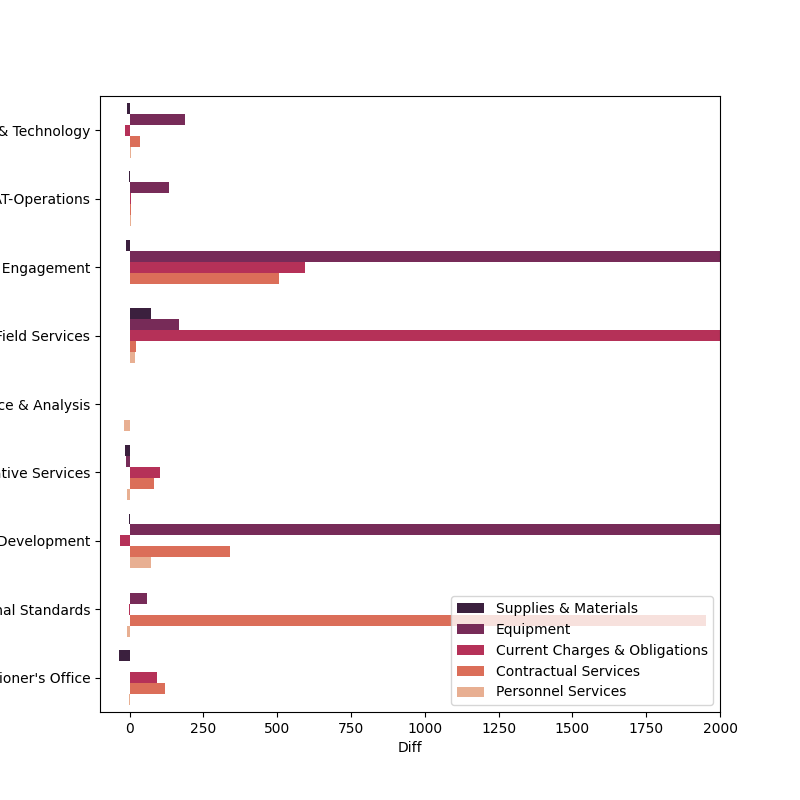 & Technology
AT-Operations
Engagement
Field Services
ce & Analysis
ative Services
Development
nal Standards
ioner's Office
Supplies & Materials
Equipment
Current Charges & Obligations
Contractual Services
Personnel Services
0 250 500 750 1000 1250 1500 1750 2000
Diff